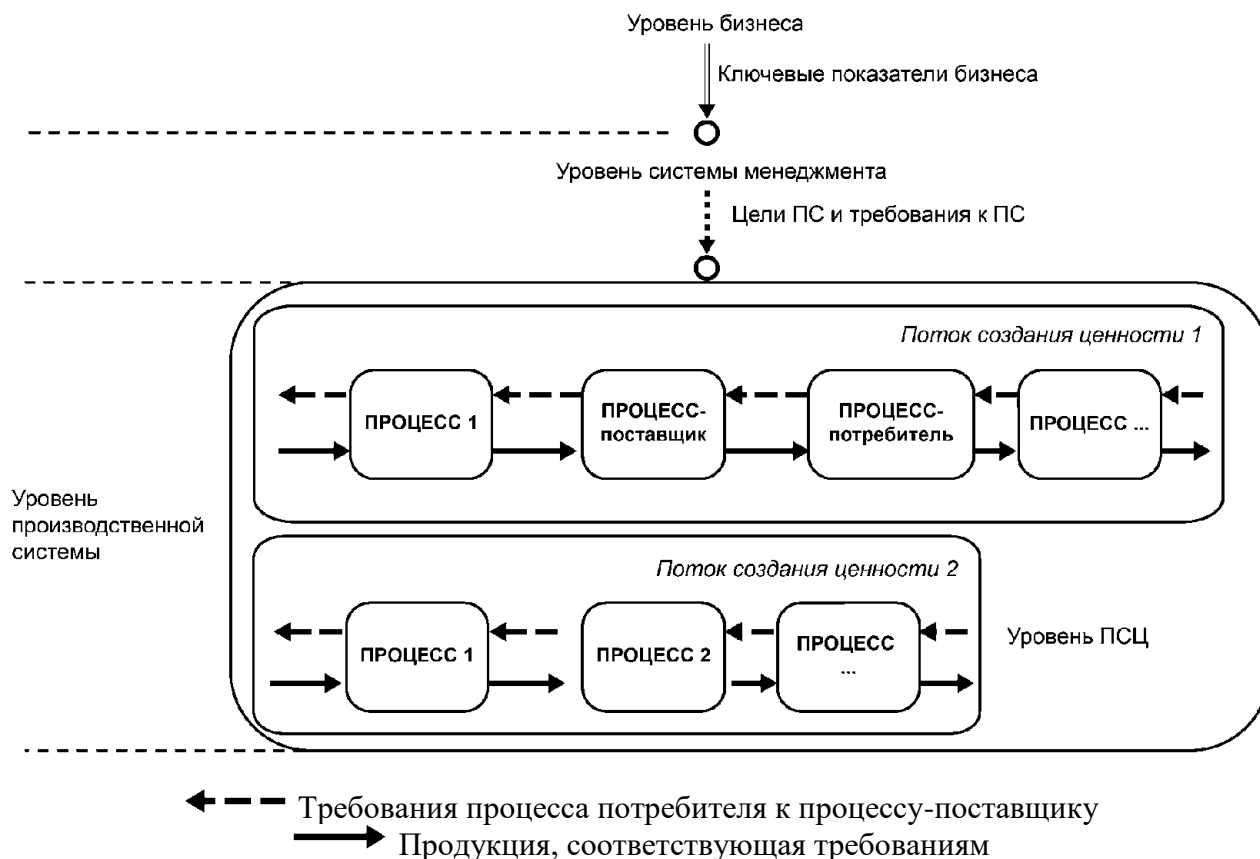 Уровень бизнеса
Ключевые показатели бизнеса
Уровень системы менеджмента
Цели ПС и требования к ПС
Поток создания ценности 1
ПРОЦЕСС 1
ПРОЦЕСС-
поставщик
ПРОЦЕСС-
потребитель
ПРОЦЕСС ...
Уровень
производственной
системы
Поток создания ценности 2
ПРОЦЕСС 1
ПРОЦЕСС 2
ПРОЦЕСС
...
Уровень ПСЦ
Требования процесса потребителя к процессу-поставщику
Продукция, соответствующая требованиям